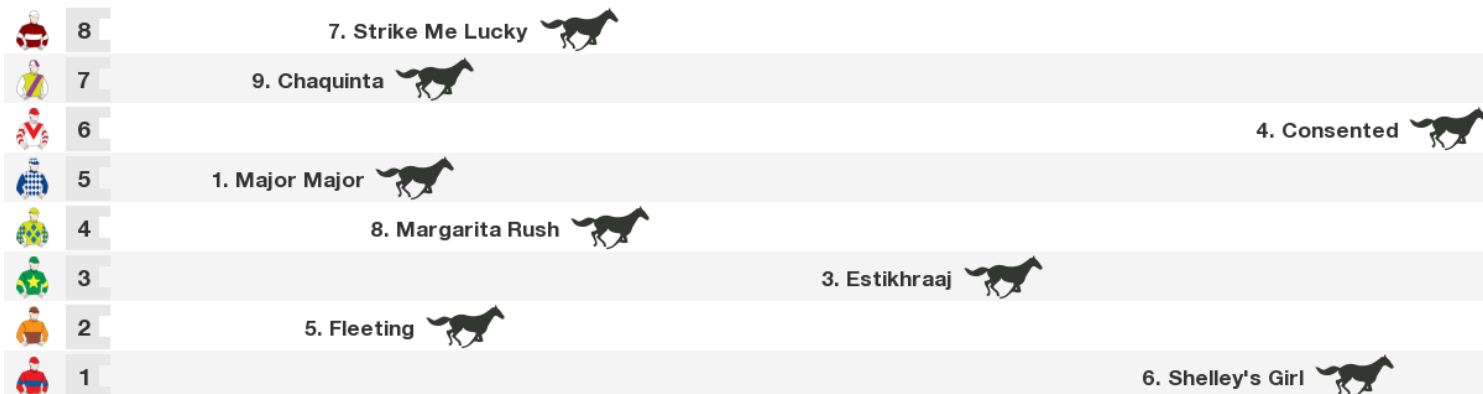 8 7. Strike Me Lucky
7 9. Chaquinta
6 4. Consented
5 1. Major Major
4 8. Margarita Rush
3 3. Estikhraaj
2 5. Fleeting
1 6. Shelley's Girl